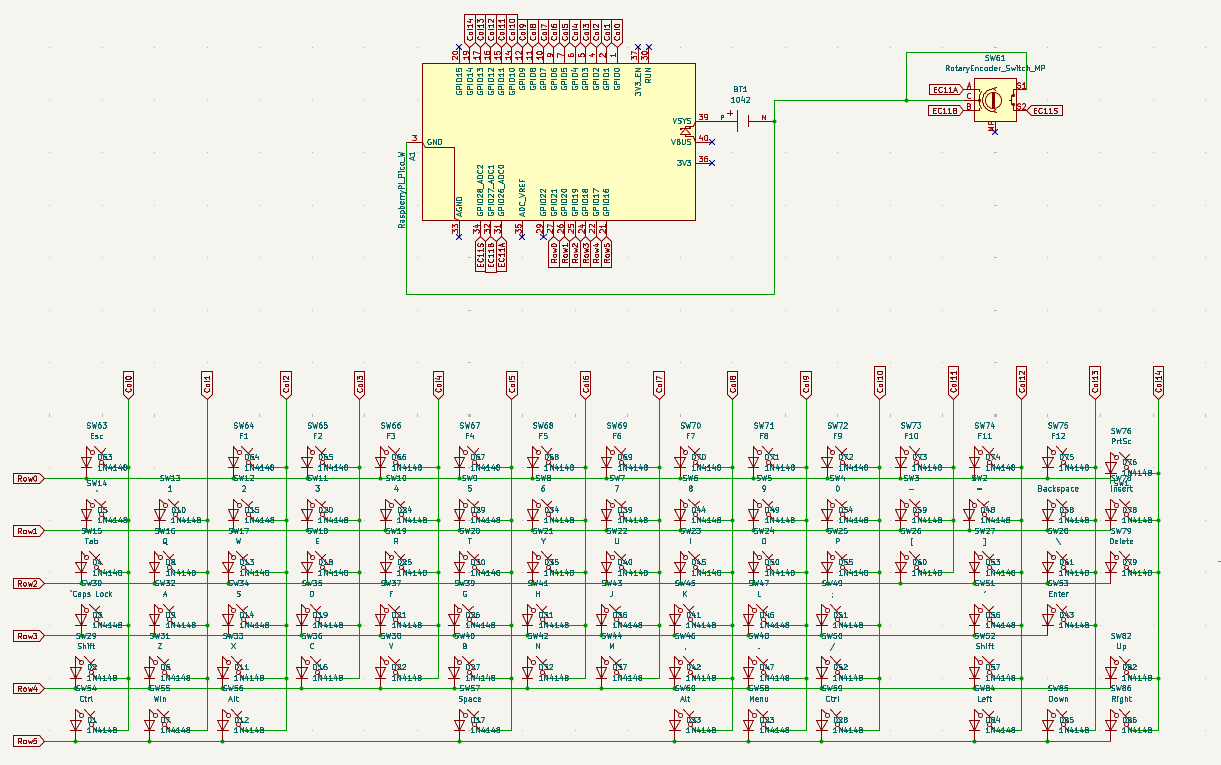 Col14 Col13 Col12 Col11 Col10 Col9 Col8 Col7 Col6 Col5 Col4 Col3 Col2 Col1 Col0
20 19 17 16 15 14 12 11 10 9 7 6 5 4 2 1 37 30
GPIO15 GPIO14 GPIO13 GPIO12 GPIO11 GPIO10 GPIO9 GPIO8 GPIO7 GPIO6 GPIO5 GPIO4 GPIO3 GPIO2 GPIO1 GPIO0 3V3_EN RUN
SW61
RotaryEncoder_Switch_MP
EC11A A S1
C
EC11B B S2 EC11S
MP
BT1
1042
VSYS 39 P + N
VBUS 40
3V3 36
3 GND
A1
RaspberryPi_Pico_W
AGND GPIO28_ADC2 GPIO27_ADC1 GPIO26_ADC0 ADC_VREF GPIO22 GPIO21 GPIO20 GPIO19 GPIO18 GPIO17 GPIO16
33 34 32 31 35 29 27 26 25 24 22 21
EC11S EC11B EC11A Row0 Row1 Row2 Row3 Row4 Row5
Col0 Col1 Col2 Col3 Col4 Col5 Col6 Col7 Col8 Col9 Col10 Col11 Col12 Col13 Col14
SW63 SW64 SW65 SW66 SW67 SW68 SW69 SW70 SW71 SW72 SW73 SW74 SW75 SW76
Esc F1 F2 F3 F4 F5 F6 F7 F8 F9 F10 F11 F12 PrtSc
D63 D64 D65 D66 D67 D68 D69 D70 D71 D72 D73 D74 D75 D76
1N4148 1N4148 1N4148 1N4148 1N4148 1N4148 1N4148 1N4148 1N4148 1N4148 1N4148 1N4148 1N4148 1N4148
Row0
SW14 SW13 SW12 SW11 SW10 SW9 SW8 SW7 SW6 SW5 SW4 SW3 SW2
` 1 2 3 4 5 6 7 8 9 0 - = Backspace Insert
D5 D10 D15 D20 D24 D29 D34 D39 D44 D49 D54 D59 D48 D58 D78
1N4148 1N4148 1N4148 1N4148 1N4148 1N4148 1N4148 1N4148 1N4148 1N4148 1N4148 1N4148 1N4148 1N4148 1N4148
Row1
SW15 SW16 SW17 SW18 SW19 SW20 SW21 SW22 SW23 SW24 SW25 SW26 SW27 SW28 SW79
Tab Q W E R T Y U I O P [ ] \ Delete
D4 D8 D13 D18 D25 D30 D35 D40 D45 D50 D55 D60 D79
1N4148 1N4148 1N4148 1N4148 1N4148 1N4148 1N4148 1N4148 1N4148 1N4148 1N4148 1N4148 1N4148 1N4148 1N4148
Row2
SW30 SW32 SW34 SW35 SW37 SW39 SW41 SW43 SW45 SW47 SW49 SW51 SW53
Caps Lock A S D F G H J K L ; ' Enter
D3 D9 D14 D19 D21 D26 D31 D36 D41 D46 D51 D56 D43
1N4148 1N4148 1N4148 1N4148 1N4148 1N4148 1N4148 1N4148 1N4148 1N4148 1N4148 1N4148 1N4148
Row3
SW29 SW31 SW33 SW36 SW38 SW40 SW42 SW44 SW46 SW48 SW50 SW52 SW82
Shift Z X C V B N M , . / Shift Up
D2 D6 D11 D16 D22 D27 D32 D37 D42 D47 D52 D57 D82
1N4148 1N4148 1N4148 1N4148 1N4148 1N4148 1N4148 1N4148 1N4148 1N4148 1N4148 1N4148 1N4148
Row4
SW54 SW55 SW56 SW57 SW60 SW58 SW59 SW84 SW85 SW86
Ctrl Win Alt Space Alt Menu Ctrl Left Down Right
D1 D7 D12 D17 D33 D23 D28 D84 D85 D86
1N4148 1N4148 1N4148 1N4148 1N4148 1N4148 1N4148 1N4148 1N4148 1N4148
Row5